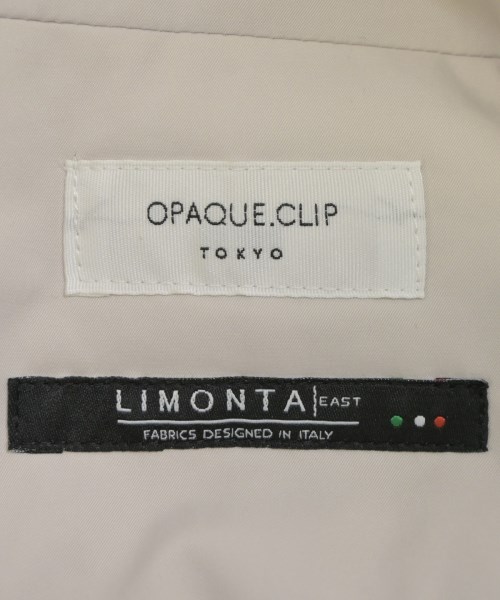 OPAQUE.CLIP
TOKYO
LIMONTA EAST
FABRICS DESIGNED IN ITALY